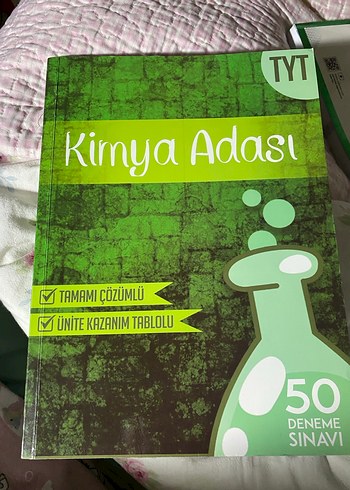 TYT
Kimya Adası
TAMAMI ÇÖZÜMLÜ
ÜNİTE KAZANIM TABLOLU
50
DENEME
SINAVI